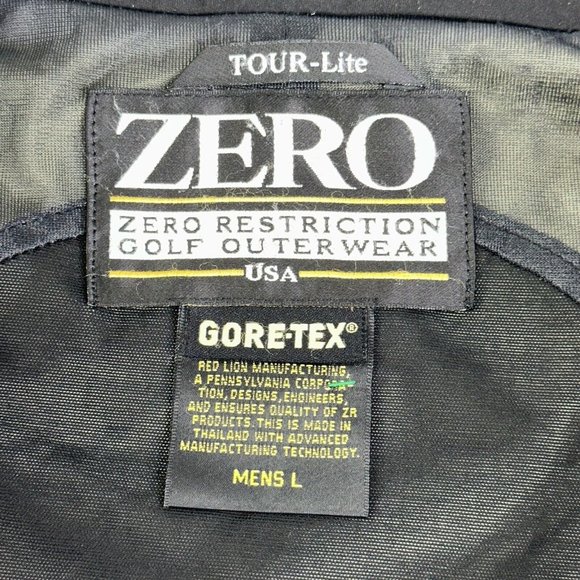 TOUR-Lite
ZERO
ZERO RESTRICTION
GOLF OUTERWEAR
USA
GORE-TEX®
RED LION MANUFACTURING,
A PENNSYLVANIA CORPORA-
TION, DESIGNS, ENGINEERS,
AND ENSURES QUALITY OF ZR
PRODUCTS. THIS IS MADE IN
THAILAND WITH ADVANCED
MANUFACTURING TECHNOLOGY.
MENS L